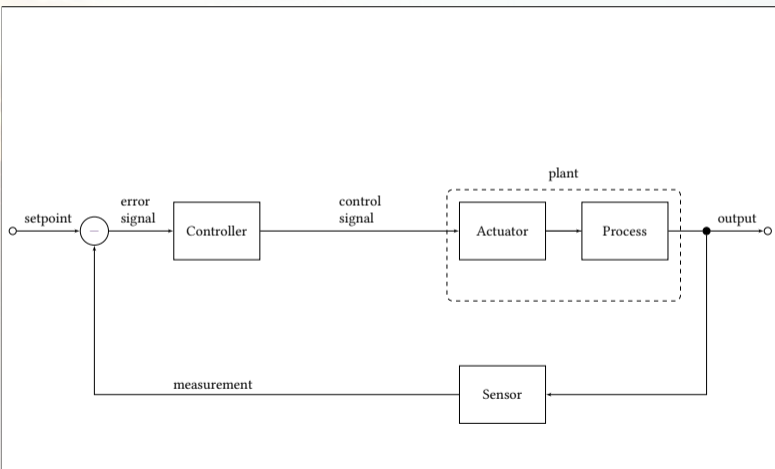 plant
error
signal
control
signal
setpoint
output
−
Controller
Actuator
Process
measurement
Sensor